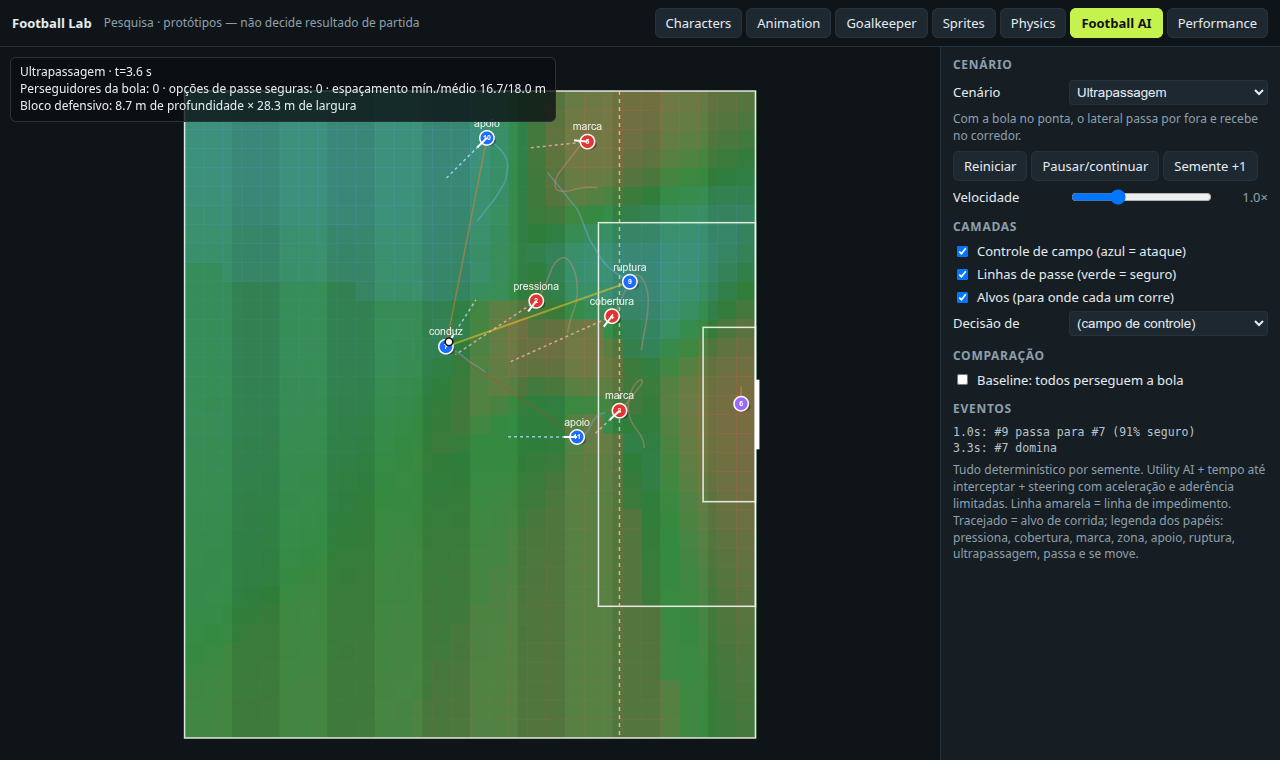 Football Lab
Pesquisa · protótipos — não decide resultado de partida
Characters
Animation
Goalkeeper
Sprites
Physics
Football AI
Performance
Ultrapassagem · t=3.6 s
Perseguidores da bola: 0 · opções de passe seguras: 0 · espaçamento mín./médio 16.7/18.0 m
Bloco defensivo: 8.7 m de profundidade × 28.3 m de largura
apoio
10
marca
ruptura
9
pressiona
cobertura
conduz
marca
apoio
11
6
CENÁRIO
Cenário
Ultrapassagem
Com a bola no ponta, o lateral passa por fora e recebe
no corredor.
Reiniciar
Pausar/continuar
Semente +1
Velocidade
1.0×
CAMADAS
Controle de campo (azul = ataque)
Linhas de passe (verde = seguro)
Alvos (para onde cada um corre)
Decisão de
(campo de controle)
COMPARAÇÃO
Baseline: todos perseguem a bola
EVENTOS
1.0s: #9 passa para #7 (91% seguro)
3.3s: #7 domina
Tudo determinístico por semente. Utility AI + tempo até
interceptar + steering com aceleração e aderência
limitadas. Linha amarela = linha de impedimento.
Tracejado = alvo de corrida; legenda dos papéis:
pressiona, cobertura, marca, zona, apoio, ruptura,
ultrapassagem, passa e se move.